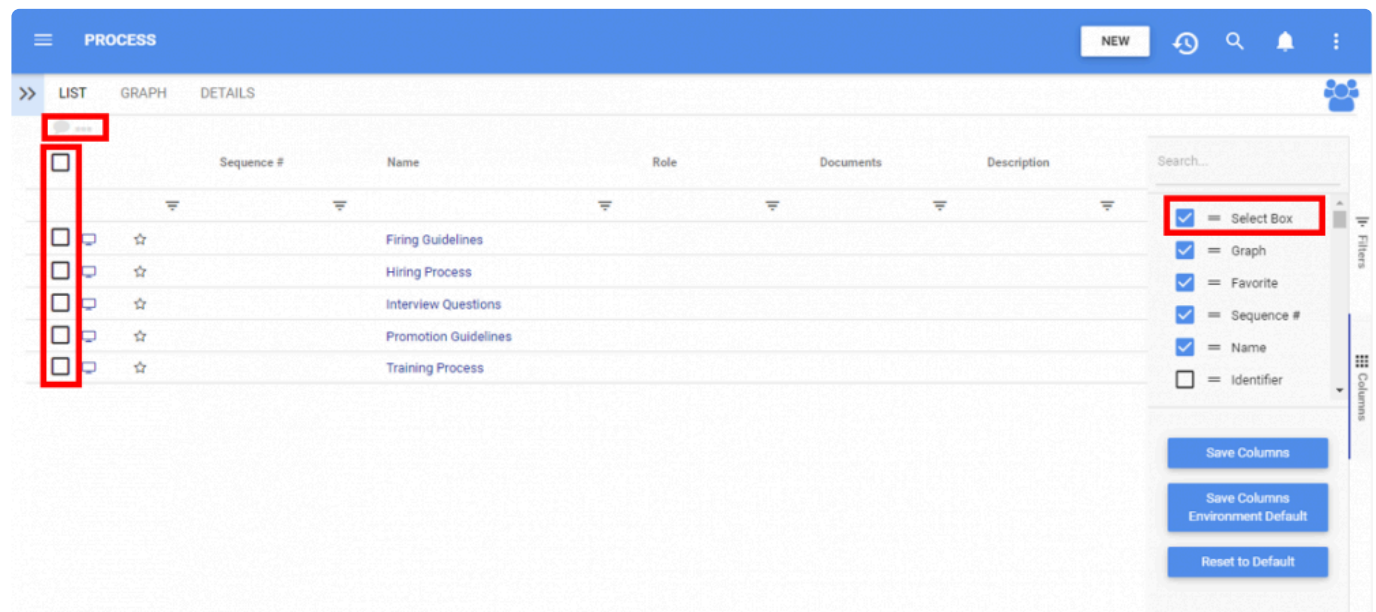 PROCESS
NEW
LIST GRAPH DETAILS
Sequence # Name Role Documents Description
Search...
Select Box
Graph
Favorite
Sequence #
Name
Identifier
Firing Guidelines
Hiring Process
Interview Questions
Promotion Guidelines
Training Process
Save Columns
Save Columns
Environment Default
Reset to Default
Filters
Columns